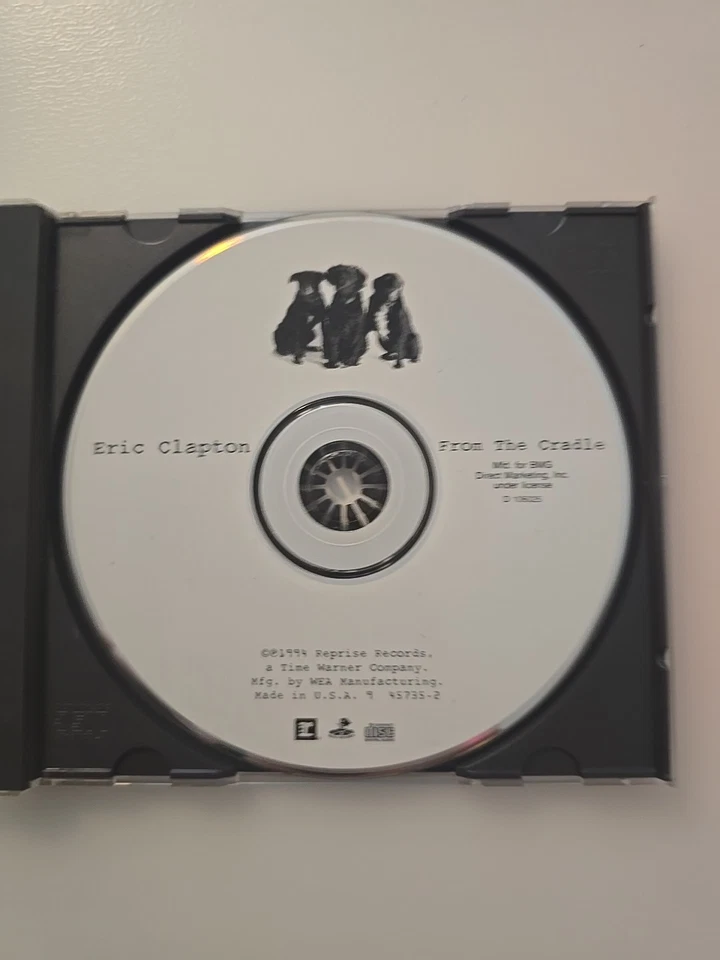 Eric Clapton
From The Cradle
Mfd. for BMG
Direct Marketing, Inc.
under license
©℗1994 Reprise Records,
a Time Warner Company.
Mfg. by WEA Manufacturing.
Made in U.S.A. 9 45735-2
disc